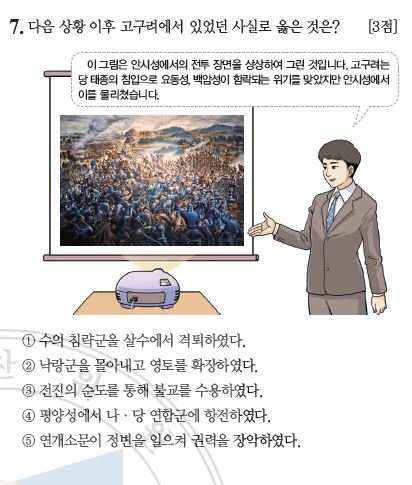 7. 다음 상황 이후 고구려에서 있었던 사실로 옳은 것은? [3점]
이 그림은 안시성에서의 전투 장면을 상상하여 그린 것입니다. 고구려는
당 태종의 침입으로 요동성, 백암성이 함락되는 위기를 맞았지만 안시성에서
이를 물리쳤습니다.
① 수의 침략군을 살수에서 격퇴하였다.
② 낙랑군을 몰아내고 영토를 확장하였다.
③ 전진의 순도를 통해 불교를 수용하였다.
④ 평양성에서 나·당 연합군에 항전하였다.
⑤ 연개소문이 정변을 일으켜 권력을 장악하였다.